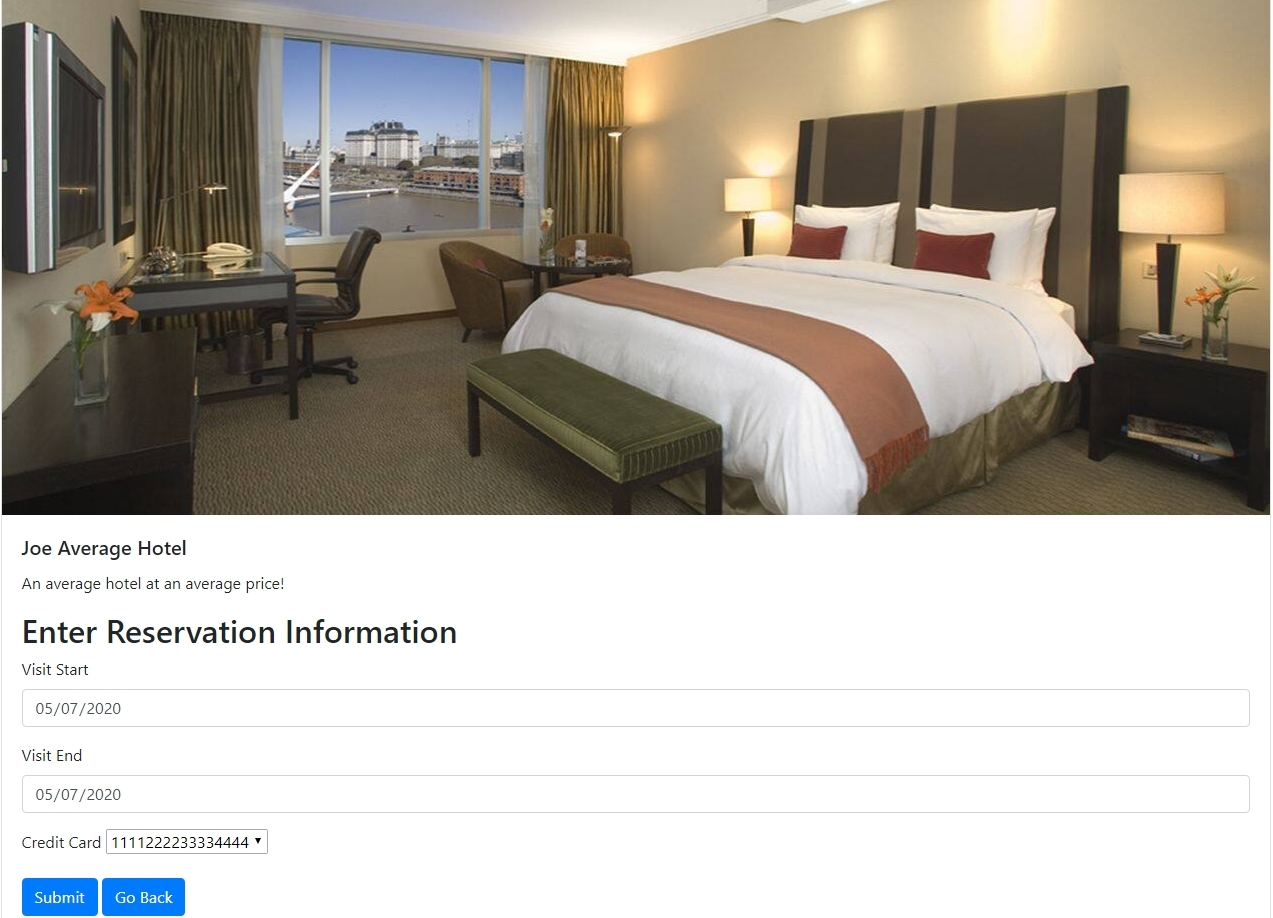 Joe Average Hotel
An average hotel at an average price!
Enter Reservation Information
Visit Start
05/07/2020
Visit End
05/07/2020
Credit Card 1111222233334444
Submit Go Back